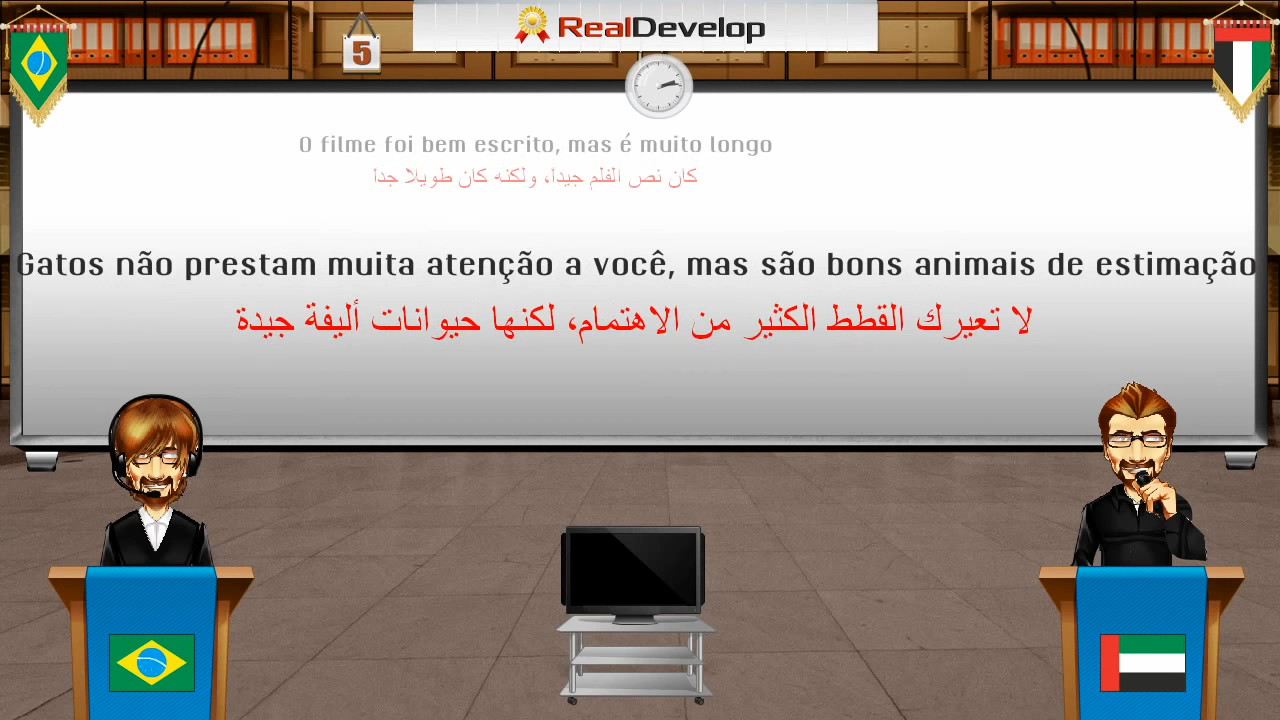 RealDevelop
5
O filme foi bem escrito, mas é muito longo
كان نص الفلم جيداً، ولكنه كان طويلا جدا
Gatos não prestam muita atenção a você, mas são bons animais de estimação
لا تعيرك القطط الكثير من الاهتمام، لكنها حيوانات أليفة جيدة